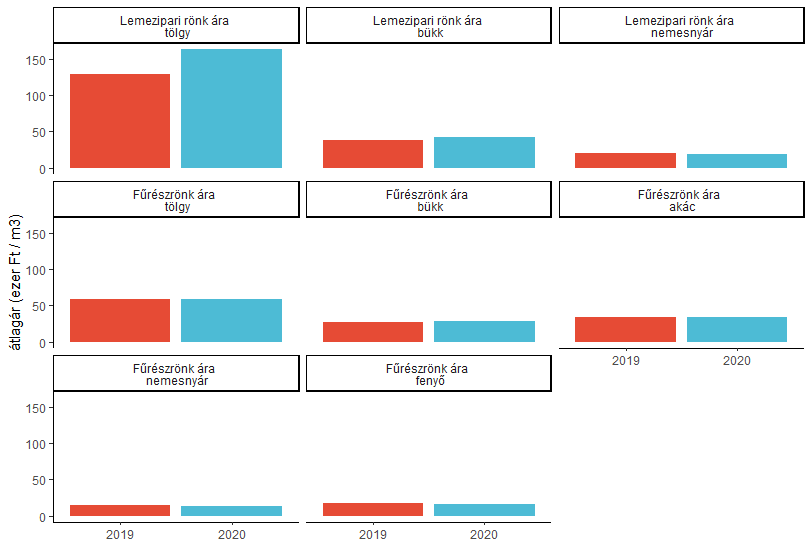 Lemezipari rönk ára
tölgy
Lemezipari rönk ára
bükk
Lemezipari rönk ára
nemesnyár
150
100
50
0
Fűrészrönk ára
tölgy
Fűrészrönk ára
bükk
Fűrészrönk ára
akác
átlagár (ezer Ft / m3)
150
100
50
0
2019
2020
Fűrészrönk ára
nemesnyár
Fűrészrönk ára
fenyő
150
100
50
0
2019
2020
2019
2020